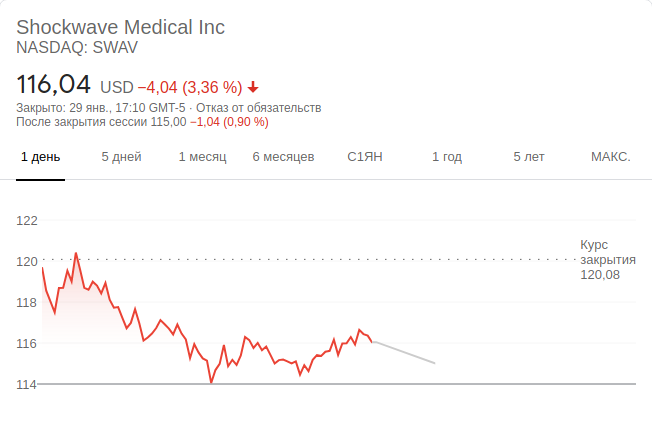 Shockwave Medical Inc
NASDAQ: SWAV
116,04 USD −4,04 (3,36 %)
Закрыто: 29 янв., 17:10 GMT-5 · Отказ от обязательств
После закрытия сессии 115,00 −1,04 (0,90 %)
1 день 5 дней 1 месяц 6 месяцев С1ЯН 1 год 5 лет МАКС.
122
Курс
120 закрытия
120,08
118
116
114